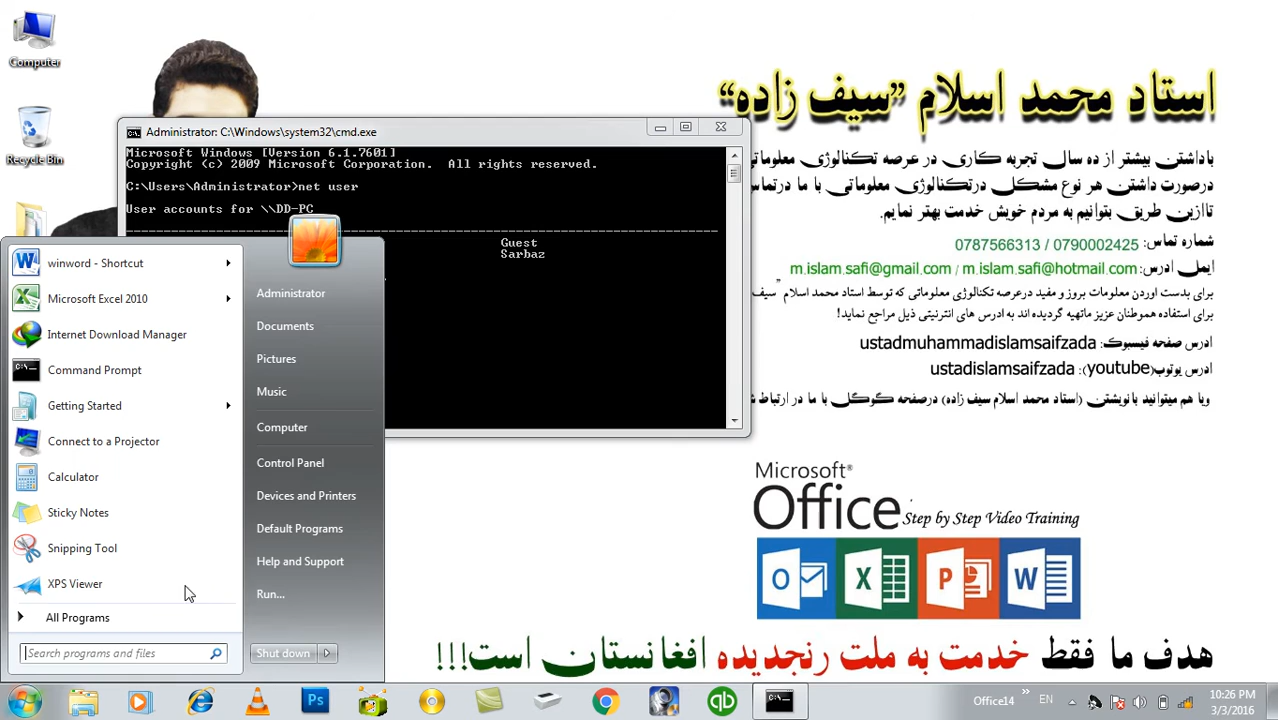 Computer
Recycle Bin
Administrator: C:\Windows\system32\cmd.exe
Microsoft Windows [Version 6.1.7601]
Copyright (c) 2009 Microsoft Corporation.  All rights reserved.
C:\Users\Administrator>net user
User accounts for \\DD-PC
-------------------------------------------------------------------------------
Guest
Sarbaz
winword - Shortcut
Microsoft Excel 2010
Internet Download Manager
Command Prompt
Getting Started
Connect to a Projector
Calculator
Sticky Notes
Snipping Tool
XPS Viewer
All Programs
Search programs and files
Administrator
Documents
Pictures
Music
Computer
Control Panel
Devices and Printers
Default Programs
Help and Support
Run...
Shut down
استاد محمد اسلام "سیف زاده"
باداشتن بیشتر از ده سال تجربه کاری در عرصه تکنالوژی معلوماتی
درصورت داشتن هر نوع مشکل درتکنالوژی معلوماتی با ما درتماس
تاازین طریق بتوانیم به مردم خویش خدمت بهتر نمایم.
شماره تماس: 0787566313 / 0790002425
ایمل ادرس: m.islam.safi@gmail.com / m.islam.safi@hotmail.com
برای بدست اوردن معلومات بروز و مفید درعرصه تکنالوژی معلوماتی که توسط استاد محمد اسلام "سیف
برای استفاده هموطنان عزیز ماتهیه گردیده اند به ادرس های انترنیتی ذیل مراجع نماید!
ادرس صفحه فیسبوک: ustadmuhammadislamsaifzada
ادرس یوتوب(youtube): ustadislamsaifzada
ویا هم میتوانید بانویشتن (استاد محمد اسلام سیف زاده) درصفحه گوگل با ما در ارتباط
Microsoft®
Office
Step by Step Video Training
هدف ما فقط خدمت به ملت رنجدیده افغانستان است!!!
Office14
EN
10:26 PM
3/3/2016